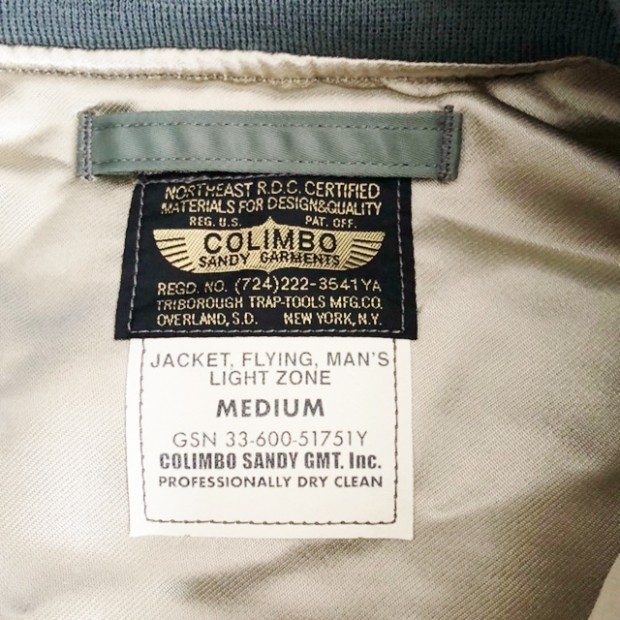 NORTHEAST R.D.C. CERTIFIED
MATERIALS FOR DESIGN&QUALITY
REG. U.S. PAT. OFF.
COLIMBO
SANDY GARMENTS
REGD. NO. (724)222-3541YA
TRIBOROUGH TRAP-TOOLS MFG.CO.
OVERLAND, S.D. NEW YORK, N.Y.
JACKET, FLYING, MAN'S
LIGHT ZONE
MEDIUM
GSN 33-600-51751Y
COLIMBO SANDY GMT. Inc.
PROFESSIONALLY DRY CLEAN